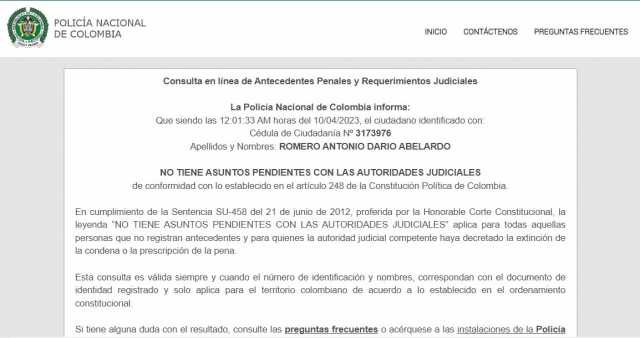 POLICÍA NACIONAL
DE COLOMBIA
INICIO CONTÁCTENOS PREGUNTAS FRECUENTES
Consulta en línea de Antecedentes Penales y Requerimientos Judiciales
La Policía Nacional de Colombia informa:
Que siendo las 12:01:33 AM horas del 10/04/2023, el ciudadano identificado con:
Cédula de Ciudadanía Nº 3173976
Apellidos y Nombres: ROMERO ANTONIO DARIO ABELARDO
NO TIENE ASUNTOS PENDIENTES CON LAS AUTORIDADES JUDICIALES
de conformidad con lo establecido en el artículo 248 de la Constitución Política de Colombia.
En cumplimiento de la Sentencia SU-458 del 21 de junio de 2012, proferida por la Honorable Corte Constitucional, la
leyenda "NO TIENE ASUNTOS PENDIENTES CON LAS AUTORIDADES JUDICIALES" aplica para todas aquellas
personas que no registran antecedentes y para quienes la autoridad judicial competente haya decretado la extinción de
la condena o la prescripción de la pena.
Esta consulta es válida siempre y cuando el número de identificación y nombres, correspondan con el documento de
identidad registrado y solo aplica para el territorio colombiano de acuerdo a lo establecido en el ordenamiento
constitucional.
Si tiene alguna duda con el resultado, consulte las preguntas frecuentes o acérquese a las instalaciones de la Policía